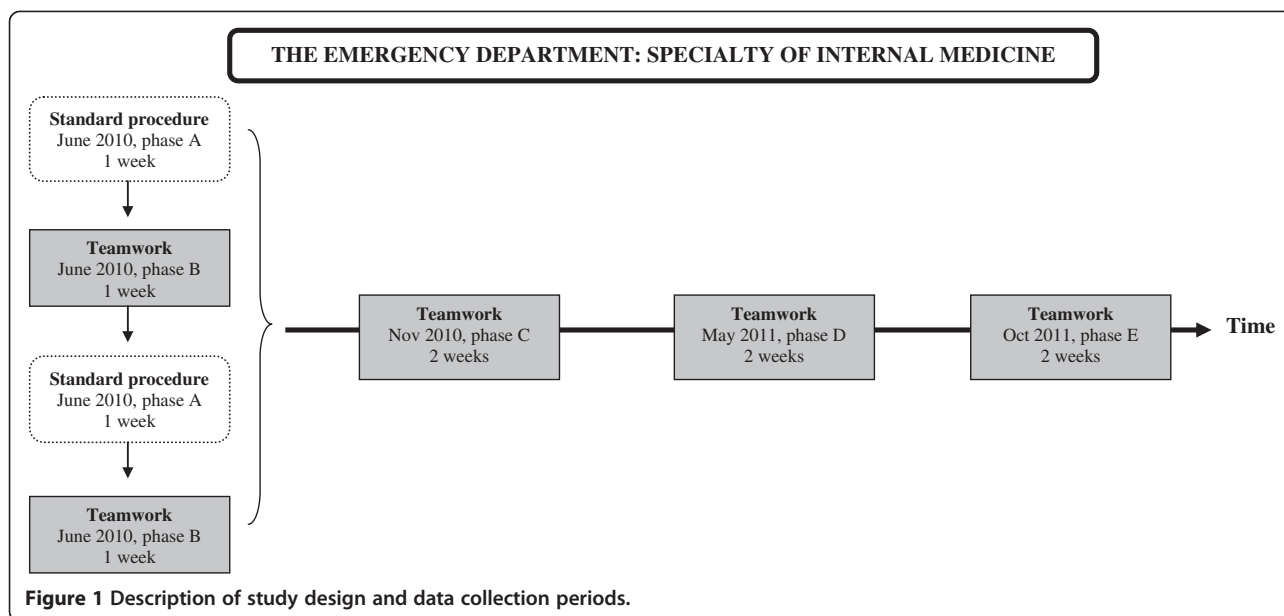 THE EMERGENCY DEPARTMENT: SPECIALTY OF INTERNAL MEDICINE
Standard procedure
June 2010, phase A
1 week
Teamwork
June 2010, phase B
1 week
Standard procedure
June 2010, phase A
1 week
Teamwork
June 2010, phase B
1 week
Teamwork
Nov 2010, phase C
2 weeks
Teamwork
May 2011, phase D
2 weeks
Teamwork
Oct 2011, phase E
2 weeks
Time
Figure 1 Description of study design and data collection periods.